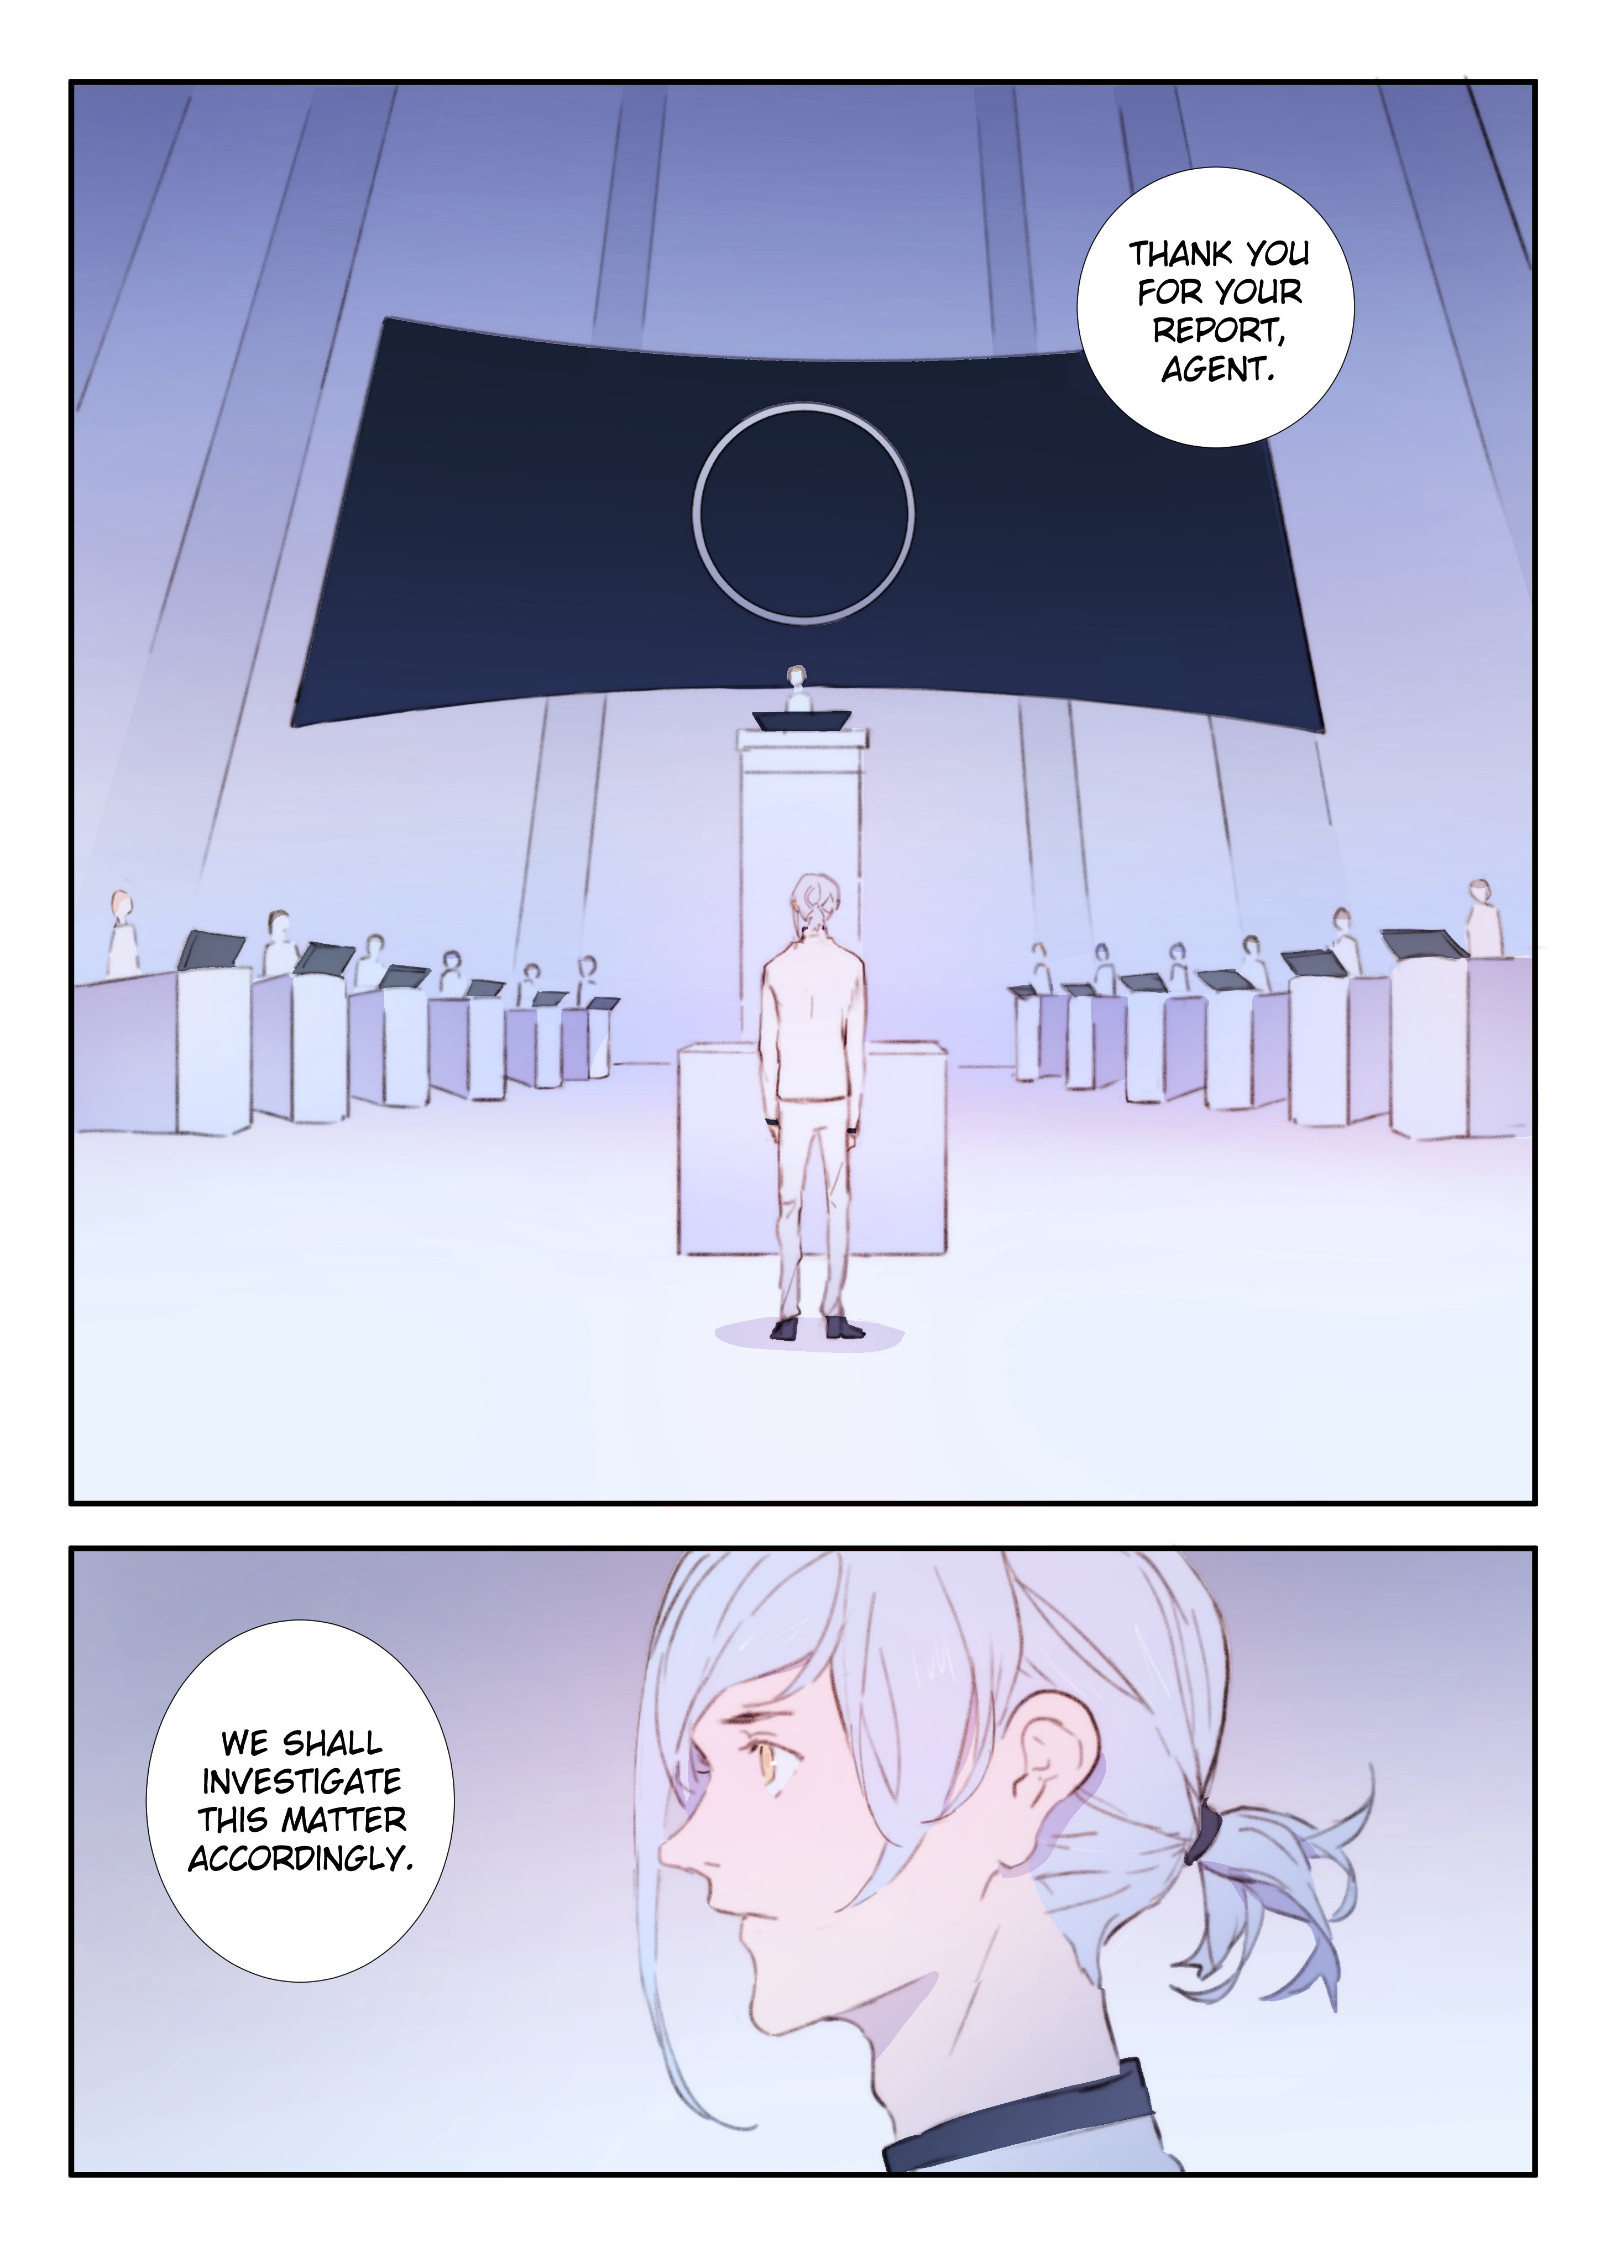 THANK YOU
FOR YOUR
REPORT,
AGENT.
WE SHALL
INVESTIGATE
THIS MATTER
ACCORDINGLY.